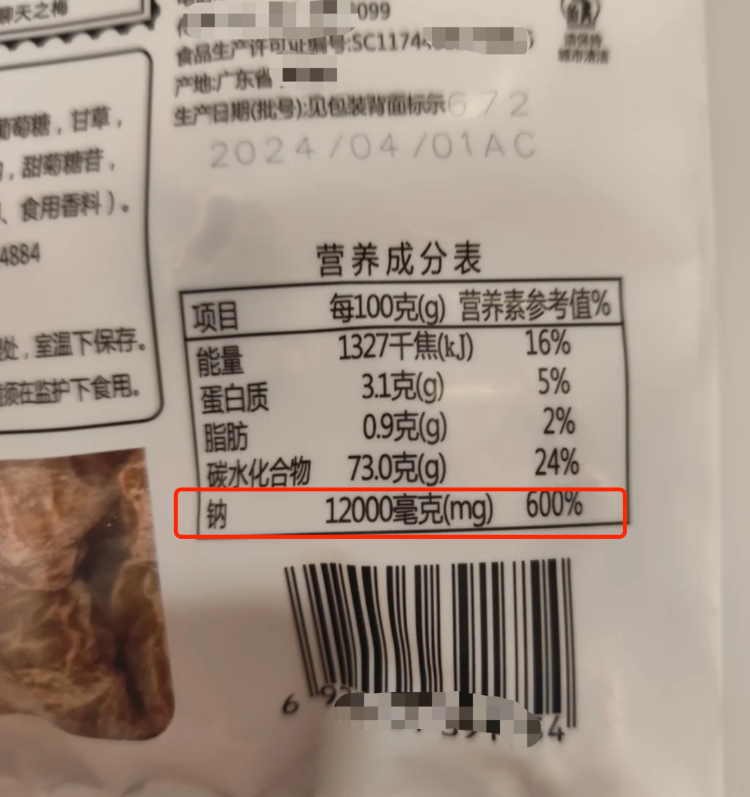 聊天之梅
099
食品生产许可证编号:SC1174
产地:广东省
生产日期(批号):见包装背面标示
672
2024/04/01AC
请保持
城市清洁
葡萄糖，甘草，
，甜菊糖苷，
、食用香料）。
4884
处，室温下保存。
须在监护下食用。
营养成分表
项目 每100克(g) 营养素参考值%
能量 1327千焦(kJ) 16%
蛋白质 3.1克(g) 5%
脂肪 0.9克(g) 2%
碳水化合物 73.0克(g) 24%
钠 12000毫克(mg) 600%